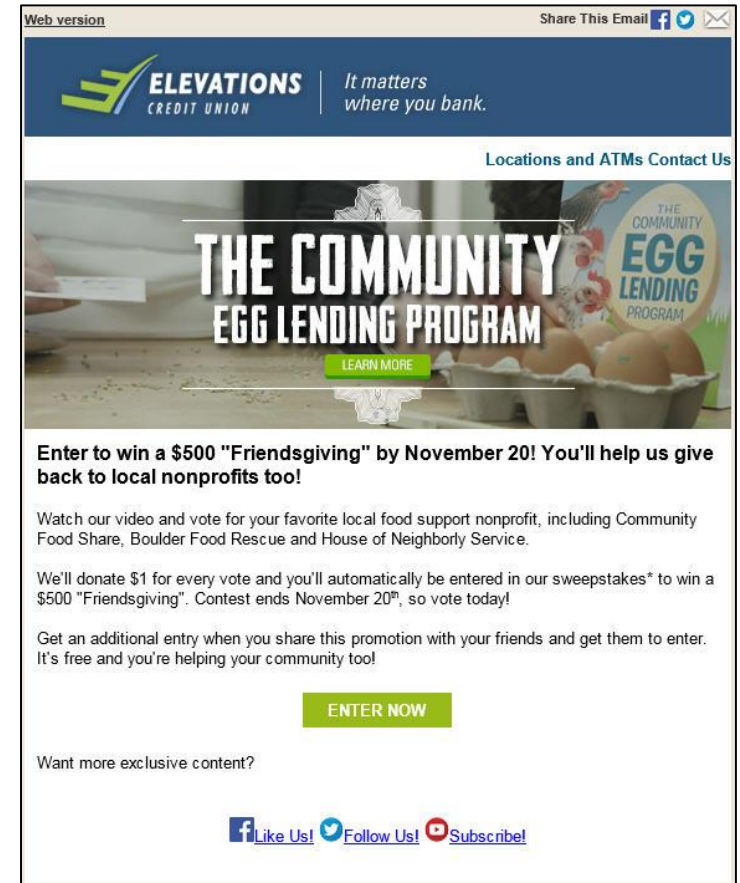 Web version
Share This Email
ELEVATIONS
CREDIT UNION
It matters
where you bank.
Locations and ATMs Contact Us
THE COMMUNITY
EGG LENDING PROGRAM
LEARN MORE
THE
COMMUNITY
EGG
LENDING
PROGRAM
Enter to win a $500 "Friendsgiving" by November 20! You'll help us give
back to local nonprofits too!
Watch our video and vote for your favorite local food support nonprofit, including Community
Food Share, Boulder Food Rescue and House of Neighborly Service.
We'll donate $1 for every vote and you'll automatically be entered in our sweepstakes* to win a
$500 "Friendsgiving". Contest ends November 20th, so vote today!
Get an additional entry when you share this promotion with your friends and get them to enter.
It's free and you're helping your community too!
ENTER NOW
Want more exclusive content?
Like Us! Follow Us! Subscribe!